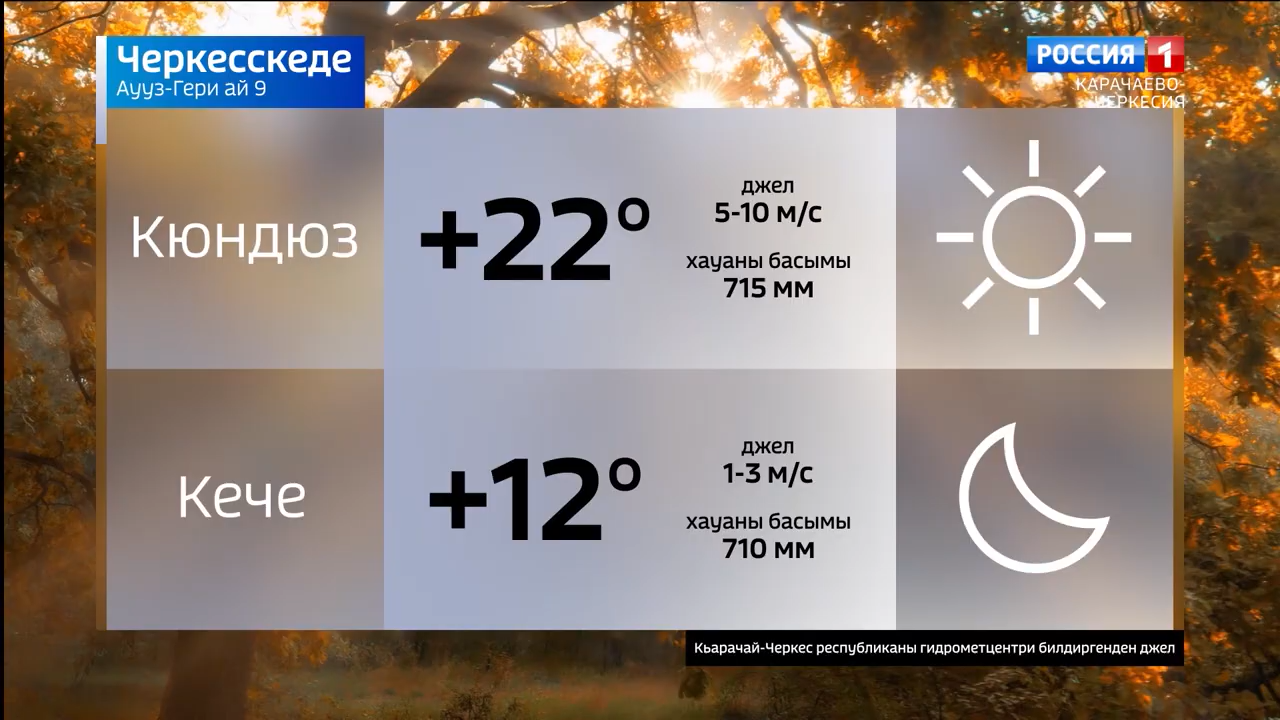 Черкесскеде
Аууз-Гери ай 9
РОССИЯ 1
КАРАЧАЕВО
ЧЕРКЕСИЯ
Кюндюз
+22°
джел
5-10 м/с
хауаны басымы
715 мм
Кече
+12°
джел
1-3 м/с
хауаны басымы
710 мм
Кьарачай-Черкес республиканы гидрометцентри билдиргенден джел